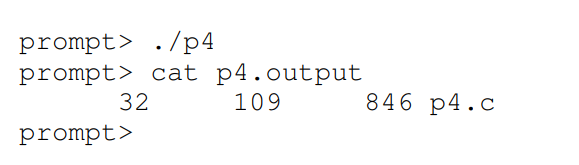 prompt> ./p4
prompt> cat p4.output
      32     109     846 p4.c
prompt>